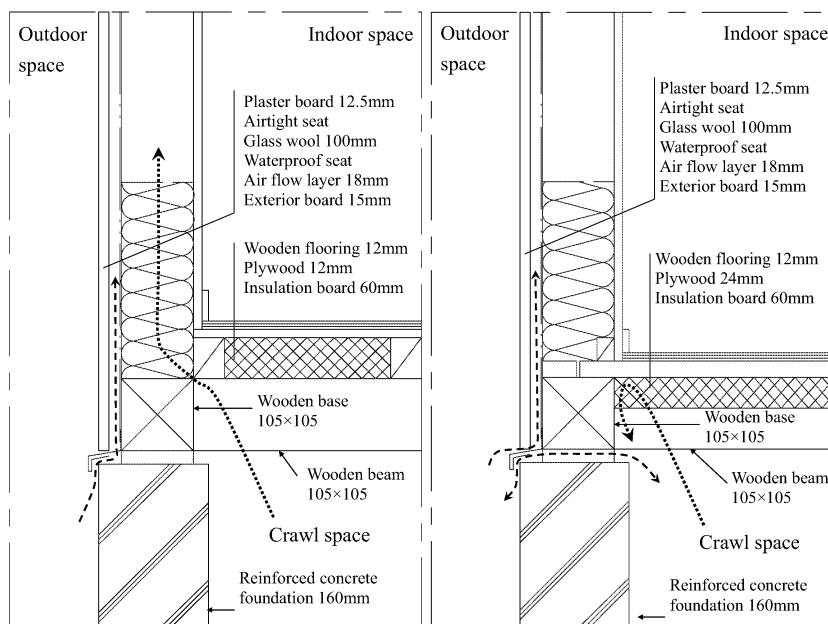 Outdoor
space
Indoor space
Plaster board 12.5mm
Airtight seat
Glass wool 100mm
Waterproof seat
Air flow layer 18mm
Exterior board 15mm
Wooden flooring 12mm
Plywood 12mm
Insulation board 60mm
Wooden base
105×105
Wooden beam
105×105
Crawl space
Reinforced concrete
foundation 160mm
Outdoor
space
Indoor space
Plaster board 12.5mm
Airtight seat
Glass wool 100mm
Waterproof seat
Air flow layer 18mm
Exterior board 15mm
Wooden flooring 12mm
Plywood 24mm
Insulation board 60mm
Wooden base
105×105
Wooden beam
105×105
Crawl space
Reinforced concrete
foundation 160mm